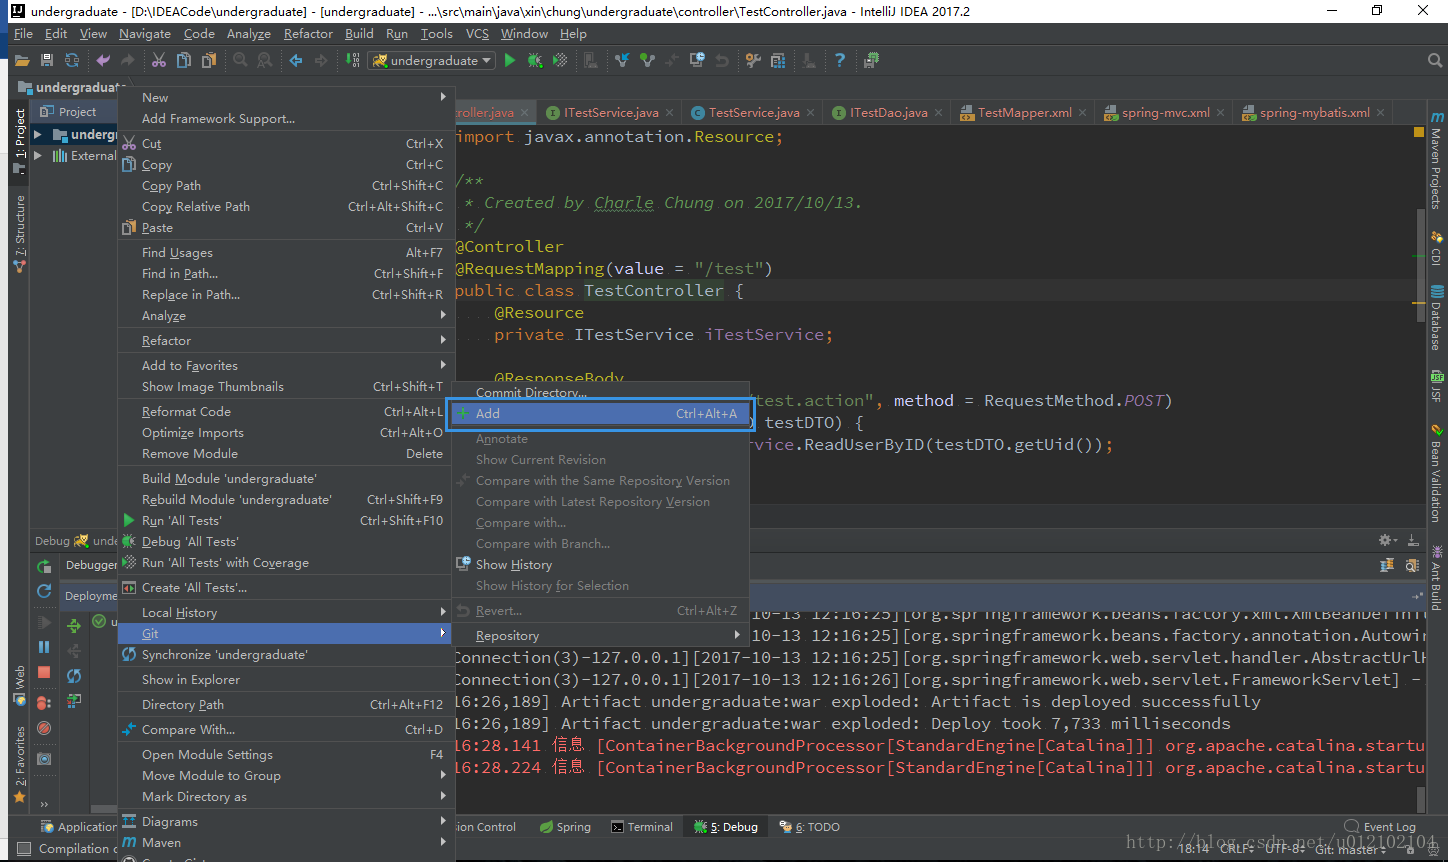 undergraduate - [D:\IDEACode\undergraduate] - [undergraduate] - ...\src\main\java\xin\chung\undergraduate\controller\TestController.java - IntelliJ IDEA 2017.2
File Edit View Navigate Code Analyze Refactor Build Run Tools VCS Window Help
undergraduate
undergraduate
Project
1: Project
7: Structure
Web
2: Favorites
External
New
Add Framework Support...
Cut Ctrl+X
Copy Ctrl+C
Copy Path Ctrl+Shift+C
Copy Relative Path Ctrl+Alt+Shift+C
Paste Ctrl+V
Find Usages Alt+F7
Find in Path... Ctrl+Shift+F
Replace in Path... Ctrl+Shift+R
Analyze
Refactor
Add to Favorites
Show Image Thumbnails Ctrl+Shift+T
Reformat Code Ctrl+Alt+L
Optimize Imports Ctrl+Alt+O
Remove Module Delete
Build Module 'undergraduate'
Rebuild Module 'undergraduate' Ctrl+Shift+F9
Run 'All Tests' Ctrl+Shift+F10
Debug 'All Tests'
Run 'All Tests' with Coverage
Create 'All Tests'...
Local History
Git
Synchronize 'undergraduate'
Show in Explorer
Directory Path Ctrl+Alt+F12
Compare With... Ctrl+D
Open Module Settings F4
Move Module to Group
Mark Directory as
Diagrams
Maven
Commit Directory...
Add Ctrl+Alt+A
Annotate
Show Current Revision
Compare with the Same Repository Version
Compare with Latest Repository Version
Compare with...
Compare with Branch...
Show History
Show History for Selection
Revert... Ctrl+Alt+Z
Repository
roller.java ITestService.java TestService.java ITestDao.java TestMapper.xml spring-mvc.xml spring-mybatis.xml
import javax.annotation.Resource;
/**
* Created by Charle Chung on 2017/10/13.
*/
@Controller
@RequestMapping(value = "/test")
public class TestController {
@Resource
private ITestService iTestService;
@ResponseBody
test.action", method = RequestMethod.POST)
testDTO) {
vice.ReadUserByID(testDTO.getUid());
Maven Projects
CDI
Database
JSF
Bean Validation
Ant Build
Debug
Debugger
10-13 12:16:25][org.springframework.beans.factory.xml.XmlBeanDefini
10-13 12:16:25][org.springframework.beans.factory.annotation.Autowir
Connection(3)-127.0.0.1][2017-10-13 12:16:25][org.springframework.web.servlet.handler.AbstractUrlH
Connection(3)-127.0.0.1][2017-10-13 12:16:26][org.springframework.web.servlet.FrameworkServlet] -
16:26,189] Artifact undergraduate:war exploded: Artifact is deployed successfully
16:26,189] Artifact undergraduate:war exploded: Deploy took 7,733 milliseconds
16:28.141 信息 [ContainerBackgroundProcessor[StandardEngine[Catalina]]] org.apache.catalina.startu
16:28.224 信息 [ContainerBackgroundProcessor[StandardEngine[Catalina]]] org.apache.catalina.startu
Application
sion Control Spring Terminal 5: Debug 6: TODO Event Log
Compilation
18:14 CRLF UTF-8 Git: master
http://blog.csdn.net/u012102104